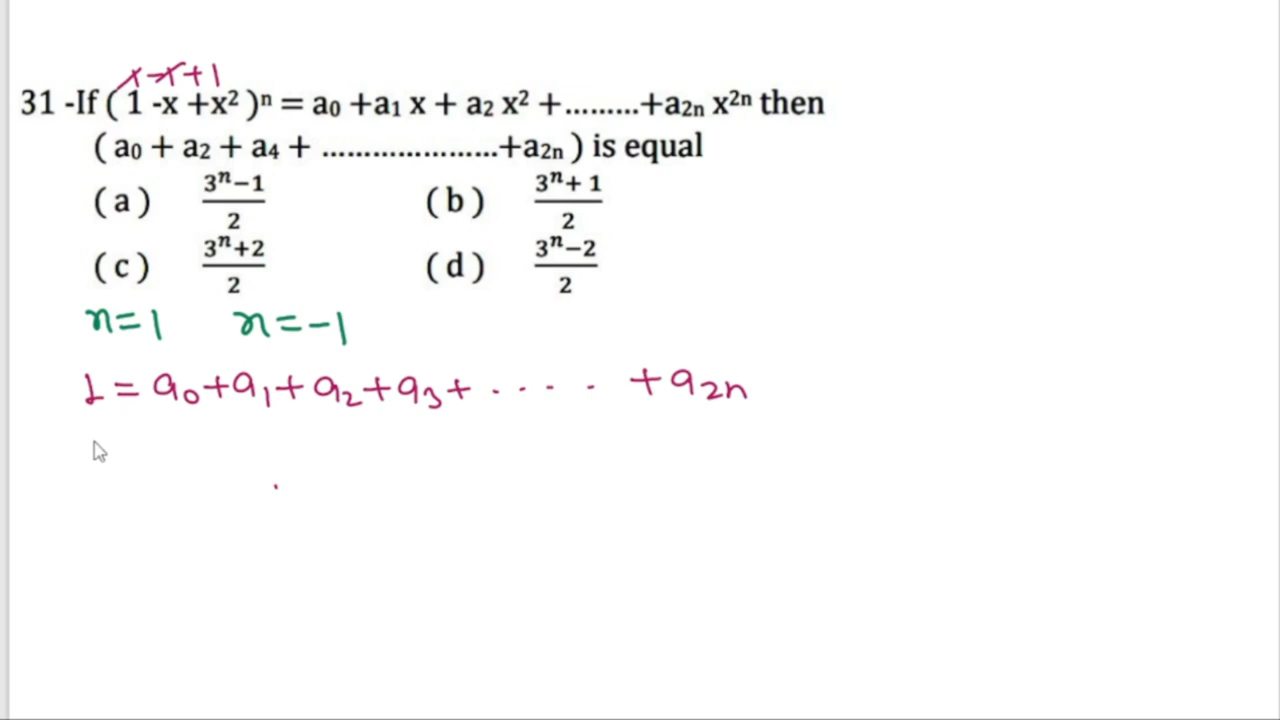 x - x + 1
31 -If ( 1 -x +x² )ⁿ = a₀ +a₁ x + a₂ x² +.........+a₂ₙ x²ⁿ then
( a₀ + a₂ + a₄ + ......................+a₂ₙ ) is equal
( a ) (3ⁿ−1)/2 ( b ) (3ⁿ+ 1)/2
( c ) (3ⁿ+2)/2 ( d ) (3ⁿ−2)/2
n=1 n=-1
1 = a₀+a₁+a₂+a₃+ . . . . . +a₂ₙ